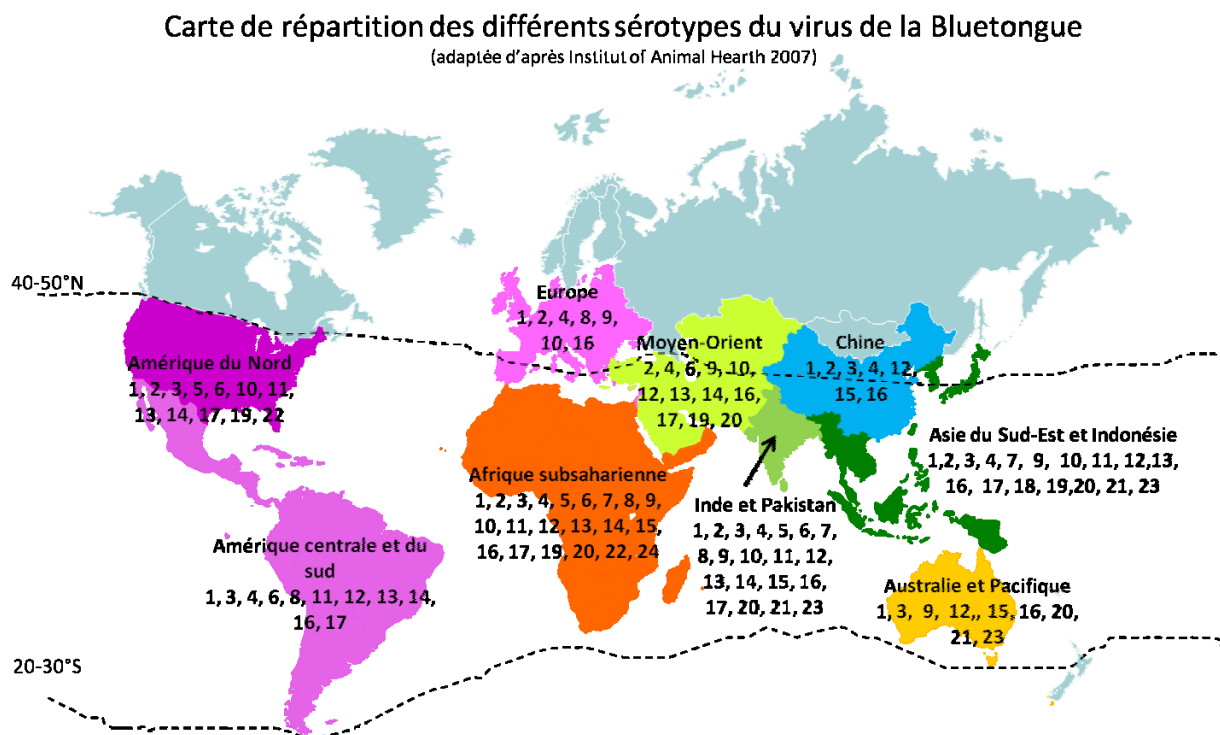 Carte de répartition des différents sérotypes du virus de la Bluetongue
(adaptée d'après Institut of Animal Hearth 2007)
40-50°N
Europe
1, 2, 4, 8, 9,
10, 16
Amérique du Nord
1, 2, 3, 5, 6, 10, 11,
13, 14, 17, 19, 22
Moyen-Orient
2, 4, 6, 9, 10,
12, 13, 14, 16,
17, 19, 20
Chine
1, 2, 3, 4, 12,
15, 16
Asie du Sud-Est et Indonésie
1,2, 3, 4, 7, 9, 10, 11, 12,13,
16, 17, 18, 19,20, 21, 23
Afrique subsaharienne
1, 2, 3, 4, 5, 6, 7, 8, 9,
10, 11, 12, 13, 14, 15,
16, 17, 19, 20, 22, 24
Inde et Pakistan
1, 2, 3, 4, 5, 6, 7,
8, 9, 10, 11, 12,
13, 14, 15, 16,
17, 20, 21, 23
Amérique centrale et du
sud
1, 3, 4, 6, 8, 11, 12, 13, 14,
16, 17
Australie et Pacifique
1, 3, 9, 12,, 15, 16, 20,
21, 23
20-30°S